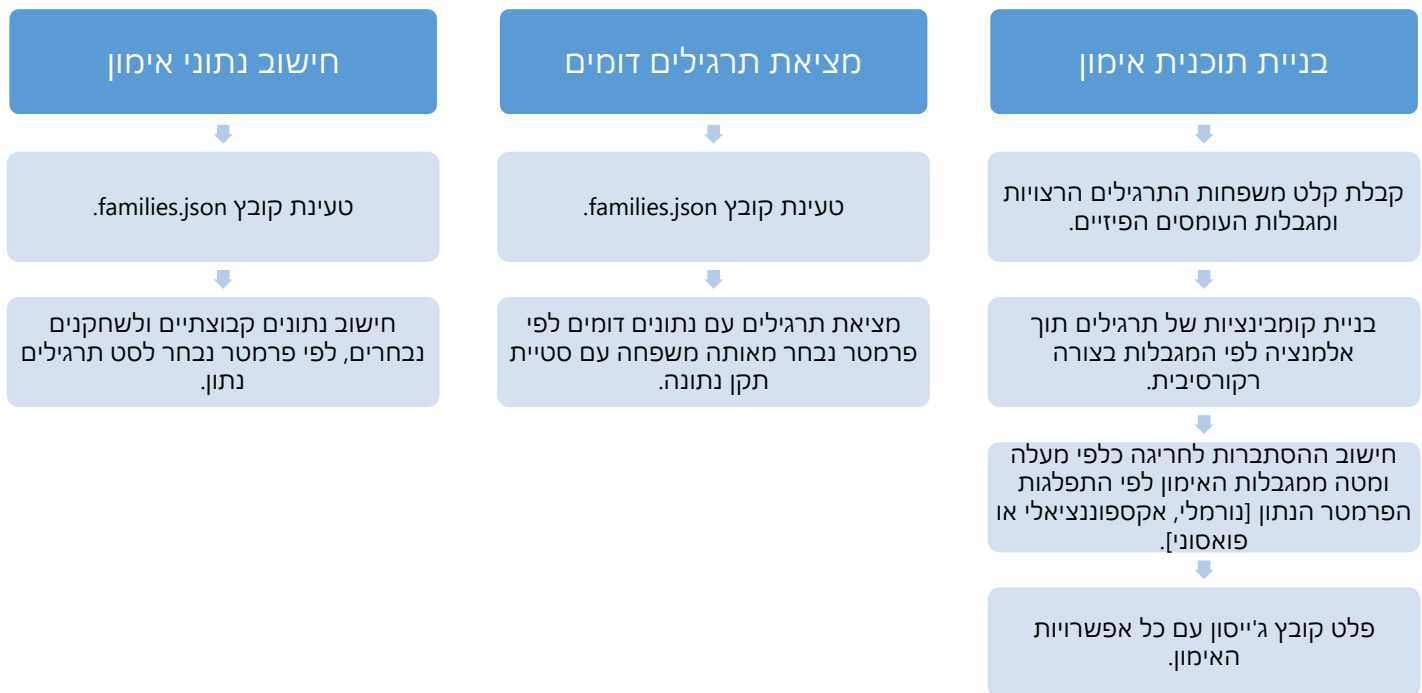 בניית תוכנית אימון
קבלת קלט משפחות התרגילים הרצויות
ומגבלות העומסים הפיזיים.
בניית קומבינציות של תרגילים תוך
אלמנציה לפי המגבלות בצורה
רקורסיבית.
חישוב ההסתברות לחריגה כלפי מעלה
ומטה ממגבלות האימון לפי התפלגות
הפרמטר הנתון [נורמלי, אקספוננציאלי או
פואסוני].
פלט קובץ ג'ייסון עם כל אפשרויות
האימון.
מציאת תרגילים דומים
טעינת קובץ families.json.
מציאת תרגילים עם נתונים דומים לפי
פרמטר נבחר מאותה משפחה עם סטיית
תקן נתונה.
חישוב נתוני אימון
טעינת קובץ families.json.
חישוב נתונים קבוצתיים ולשחקנים
נבחרים, לפי פרמטר נבחר לסט תרגילים
נתון.